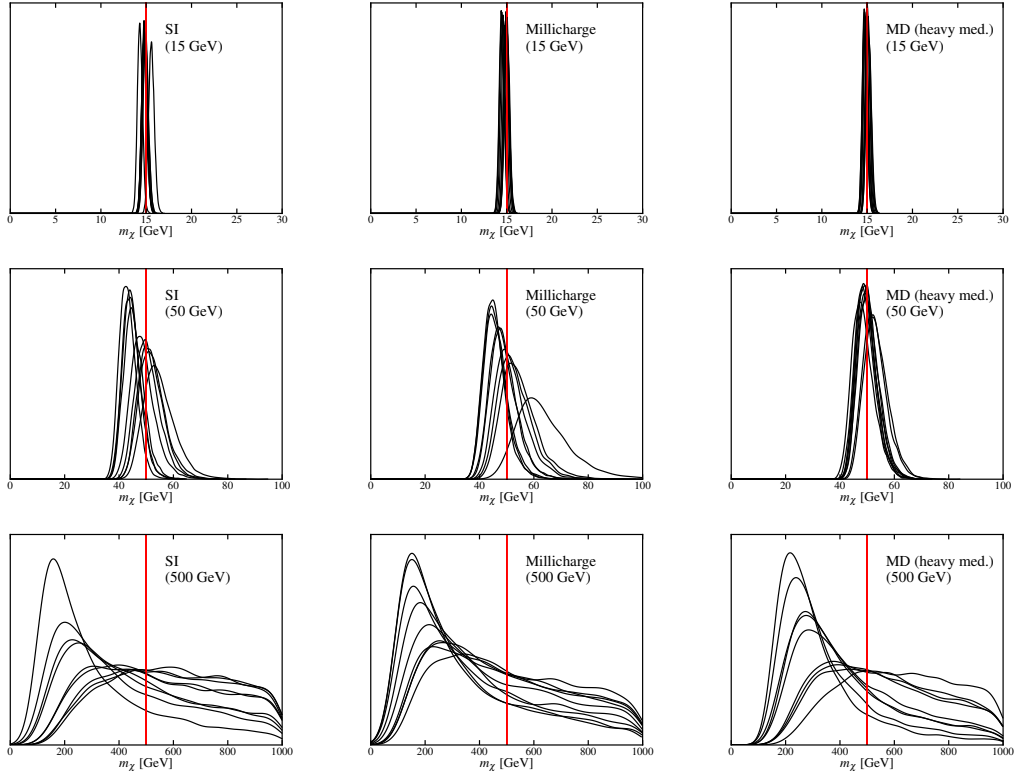 SI
(15 GeV)
0 5 10 15 20 25 30
mχ [GeV]
Millicharge
(15 GeV)
0 5 10 15 20 25 30
mχ [GeV]
MD (heavy med.)
(15 GeV)
0 5 10 15 20 25 30
mχ [GeV]
SI
(50 GeV)
0 20 40 60 80 100
mχ [GeV]
Millicharge
(50 GeV)
0 20 40 60 80 100
mχ [GeV]
MD (heavy med.)
(50 GeV)
0 20 40 60 80 100
mχ [GeV]
SI
(500 GeV)
0 200 400 600 800 1000
mχ [GeV]
Millicharge
(500 GeV)
0 200 400 600 800 1000
mχ [GeV]
MD (heavy med.)
(500 GeV)
0 200 400 600 800 1000
mχ [GeV]